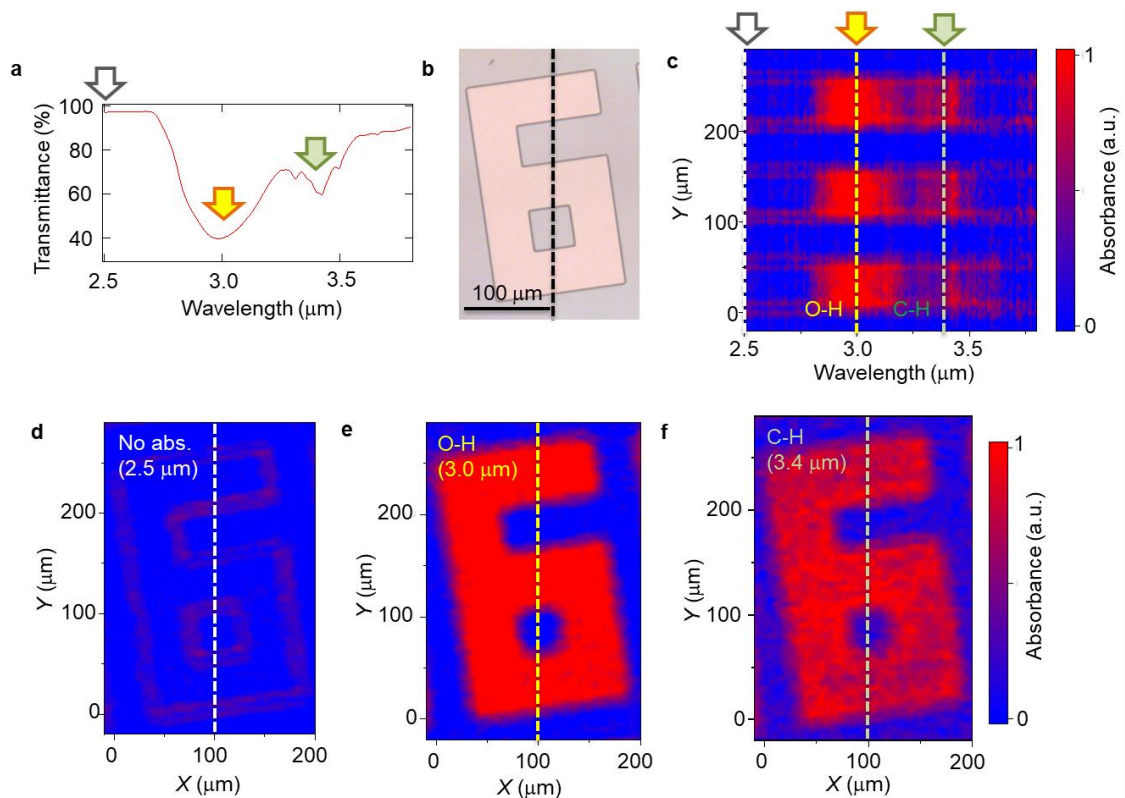 a
100
80
60
40
Transmittance (%)
2.5
3.0
3.5
Wavelength (μm)
b
100 μm
c
200
100
0
Y (μm)
O-H
C-H
2.5
3.0
3.5
Wavelength (μm)
1
0
Absorbance (a.u.)
d
No abs.
(2.5 μm)
200
100
0
Y (μm)
0
100
200
X (μm)
e
O-H
(3.0 μm)
200
100
0
Y (μm)
0
100
200
X (μm)
f
C-H
(3.4 μm)
200
100
0
Y (μm)
0
100
200
X (μm)
1
0
Absorbance (a.u.)